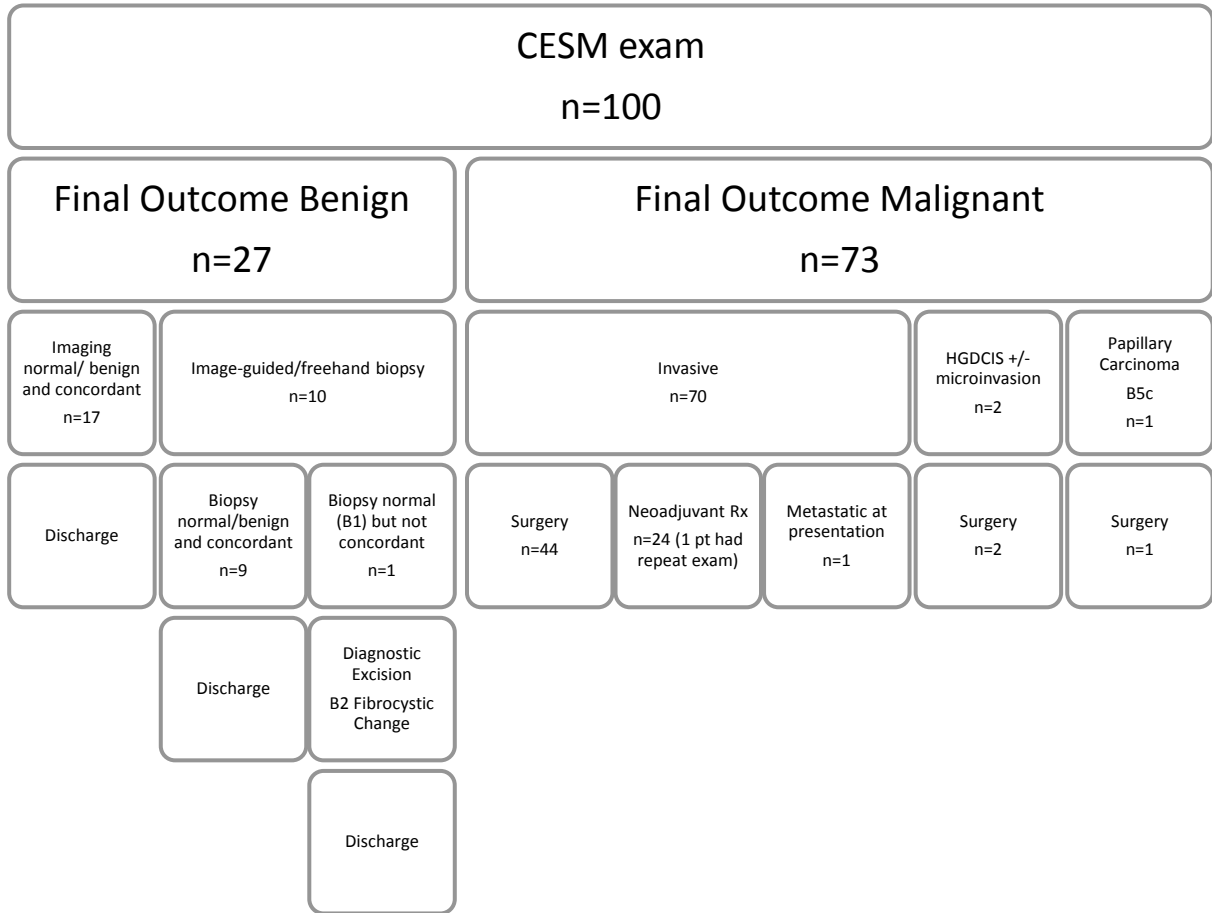 CESM exam
n=100
Final Outcome Benign
n=27
Final Outcome Malignant
n=73
Imaging
normal/ benign
and concordant
n=17
Image-guided/freehand biopsy
n=10
Invasive
n=70
HGDCIS +/-
microinvasion
n=2
Papillary
Carcinoma
B5c
n=1
Discharge
Biopsy
normal/benign
and concordant
n=9
Biopsy normal
(B1) but not
concordant
n=1
Surgery
n=44
Neoadjuvant Rx
n=24 (1 pt had
repeat exam)
Metastatic at
presentation
n=1
Surgery
n=2
Surgery
n=1
Discharge
Diagnostic
Excision
B2 Fibrocystic
Change
Discharge